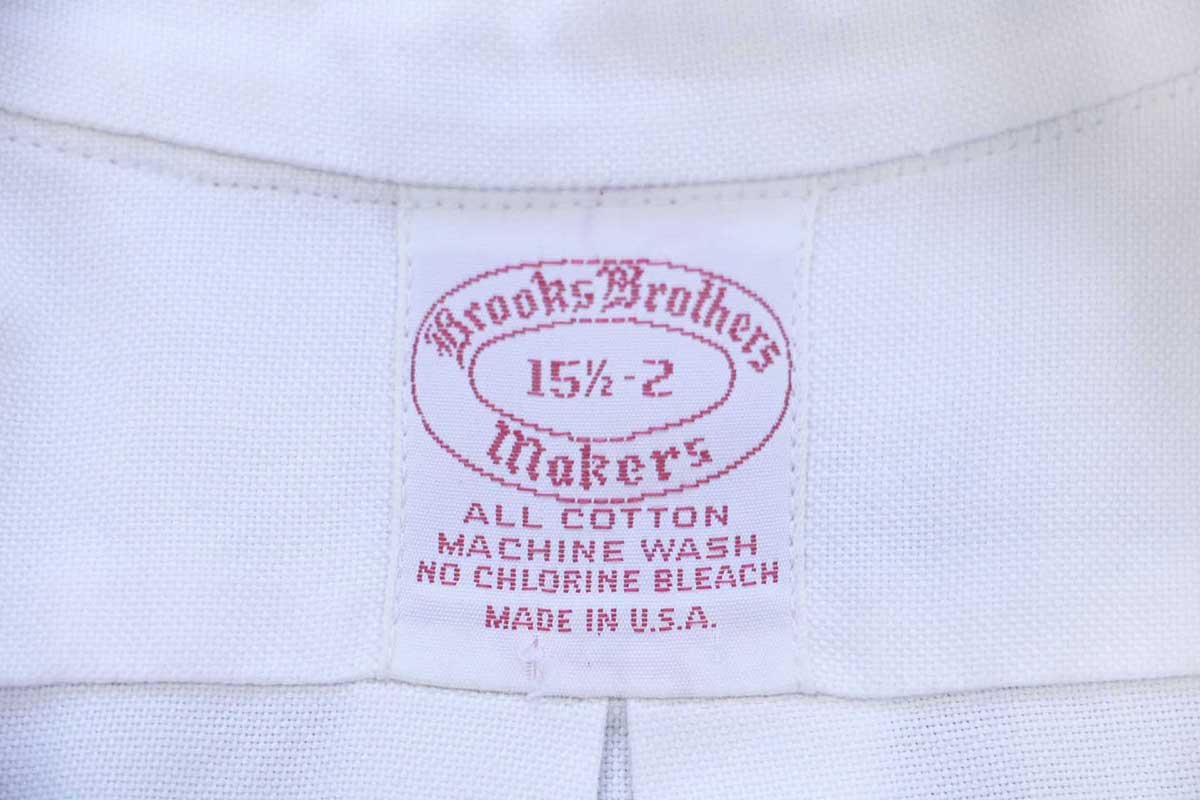 Brooks Brothers
15½-2
Makers
ALL COTTON
MACHINE WASH
NO CHLORINE BLEACH
MADE IN U.S.A.